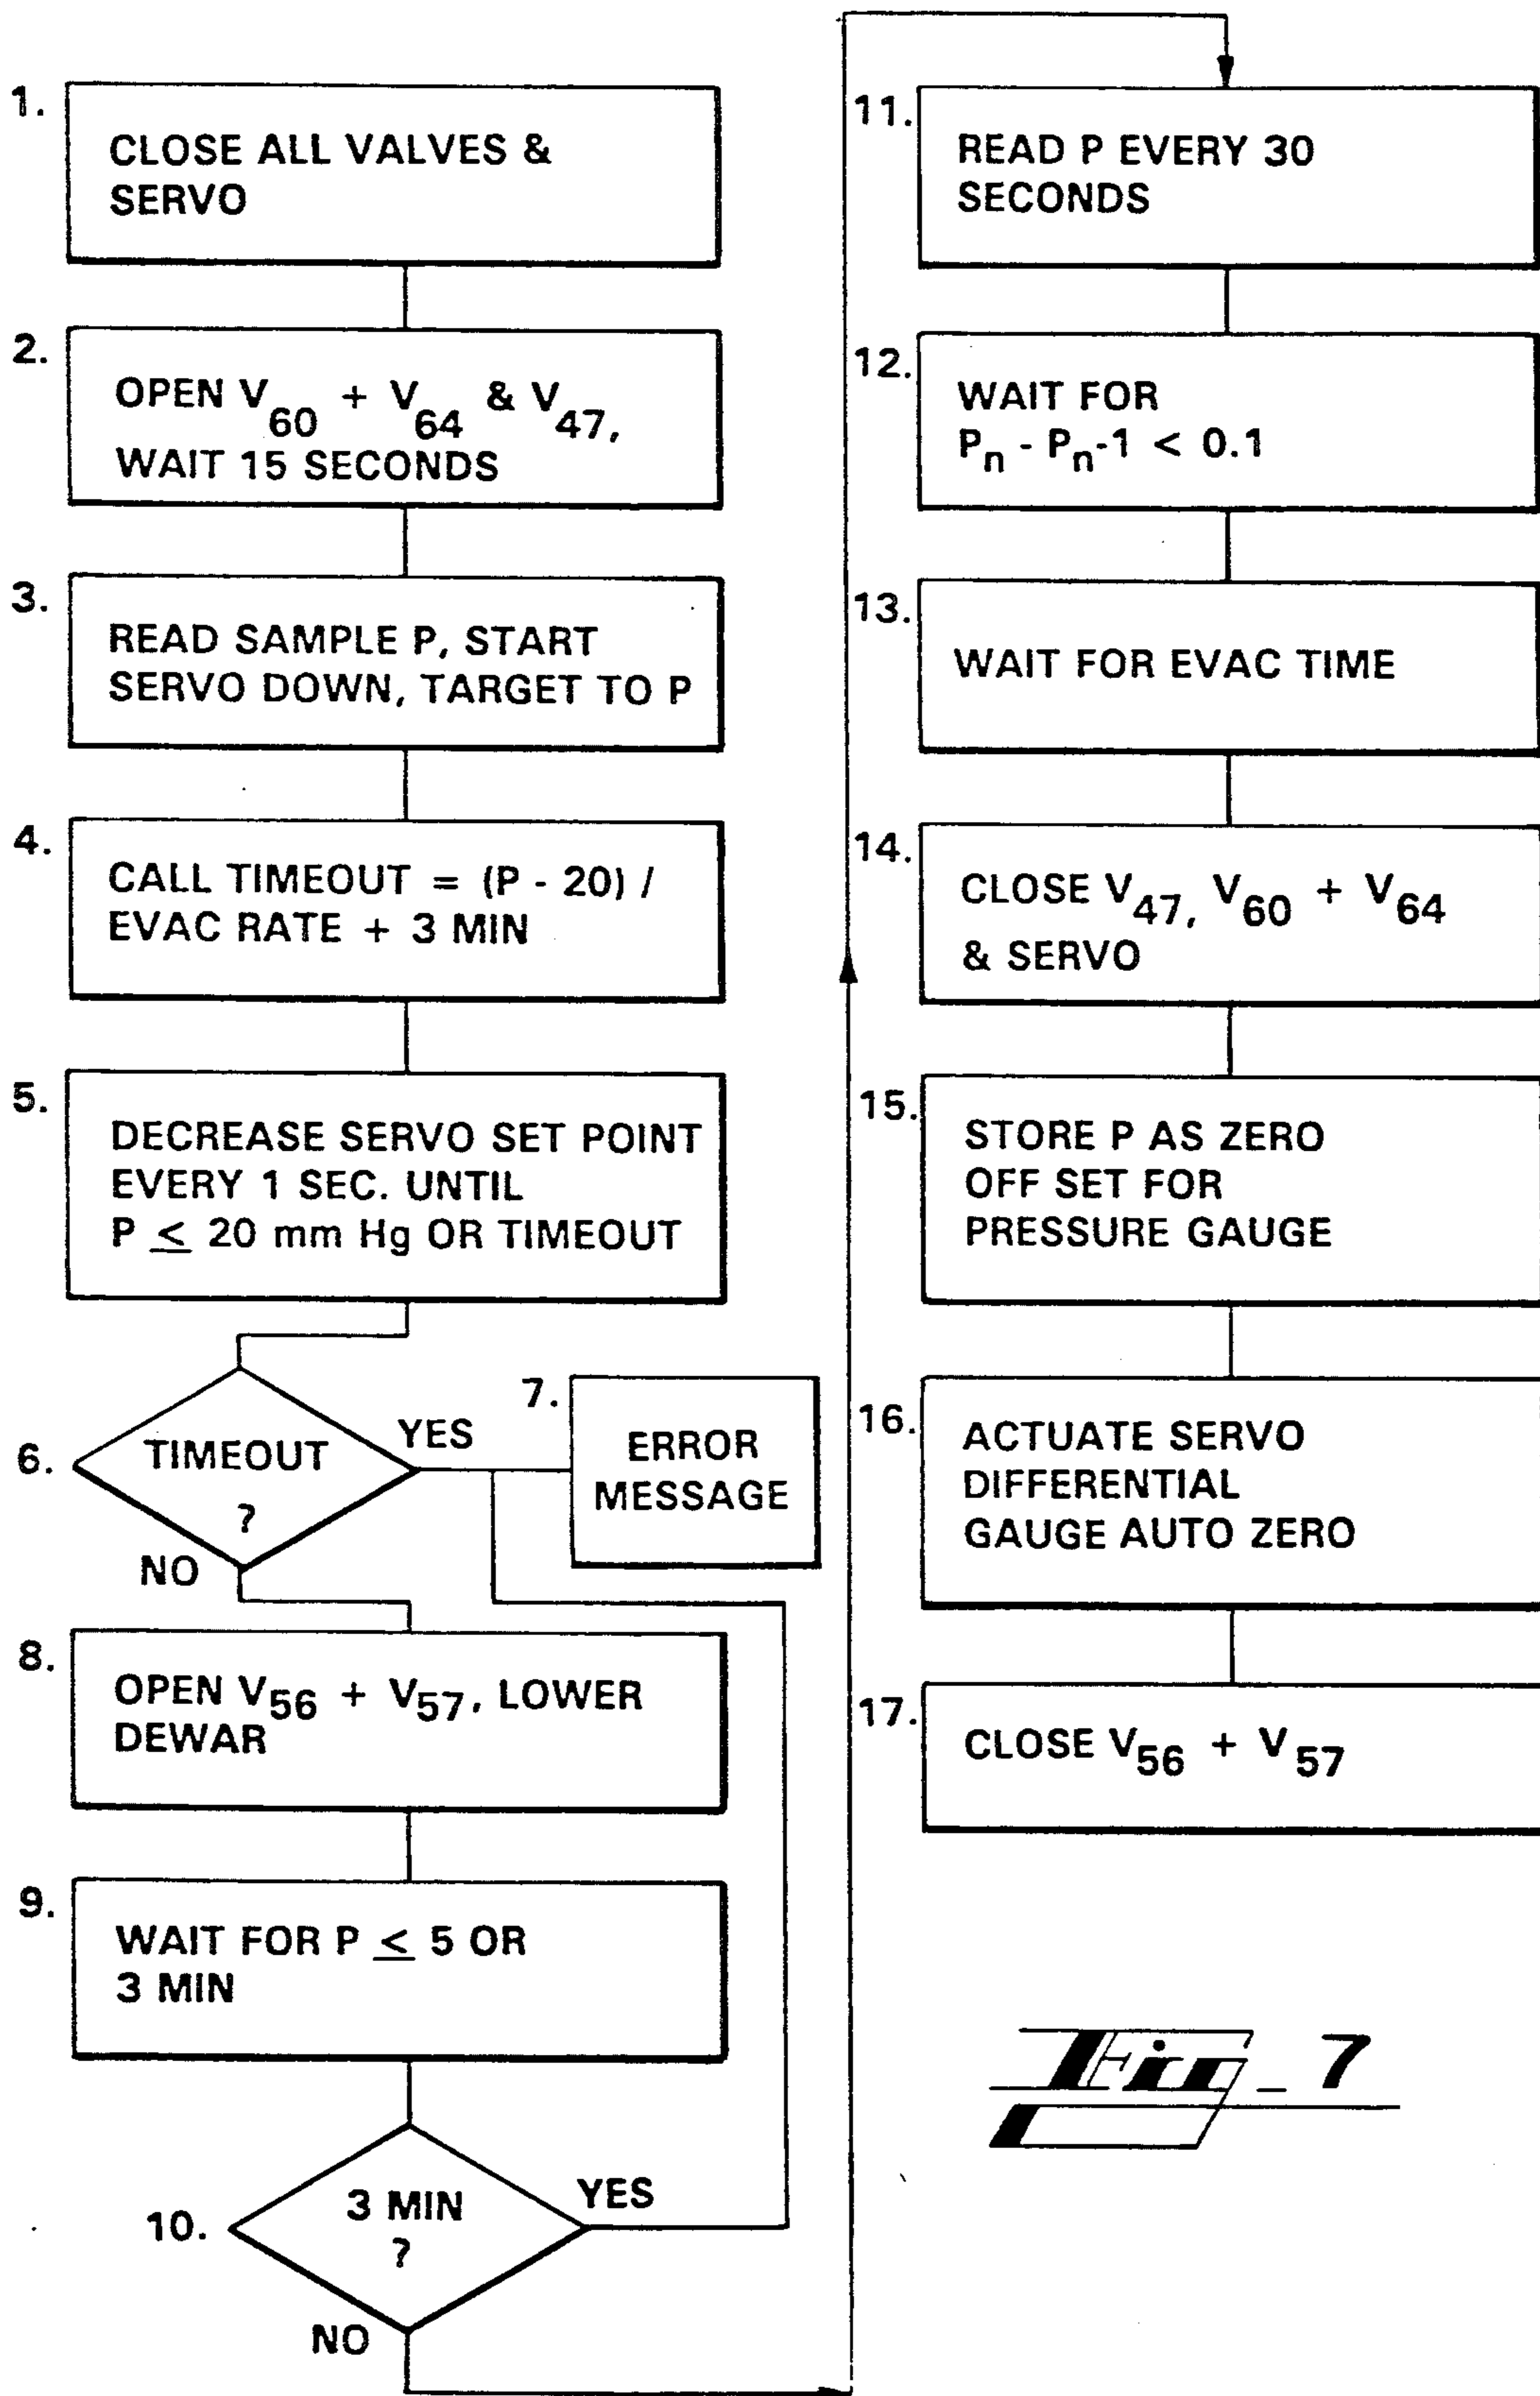 1.
CLOSE ALL VALVES &
SERVO
2.
OPEN V60 + V64 & V47,
WAIT 15 SECONDS
3.
READ SAMPLE P, START
SERVO DOWN, TARGET TO P
4.
CALL TIMEOUT = (P - 20) /
EVAC RATE + 3 MIN
5.
DECREASE SERVO SET POINT
EVERY 1 SEC. UNTIL
P ≤ 20 mm Hg OR TIMEOUT
6.
TIMEOUT
?
YES
NO
7.
ERROR
MESSAGE
8.
OPEN V56 + V57, LOWER
DEWAR
9.
WAIT FOR P ≤ 5 OR
3 MIN
10.
3 MIN
?
YES
NO
11.
READ P EVERY 30
SECONDS
12.
WAIT FOR
Pn - Pn-1 < 0.1
13.
WAIT FOR EVAC TIME
14.
CLOSE V47, V60 + V64
& SERVO
15.
STORE P AS ZERO
OFF SET FOR
PRESSURE GAUGE
16.
ACTUATE SERVO
DIFFERENTIAL
GAUGE AUTO ZERO
17.
CLOSE V56 + V57
Fig_7